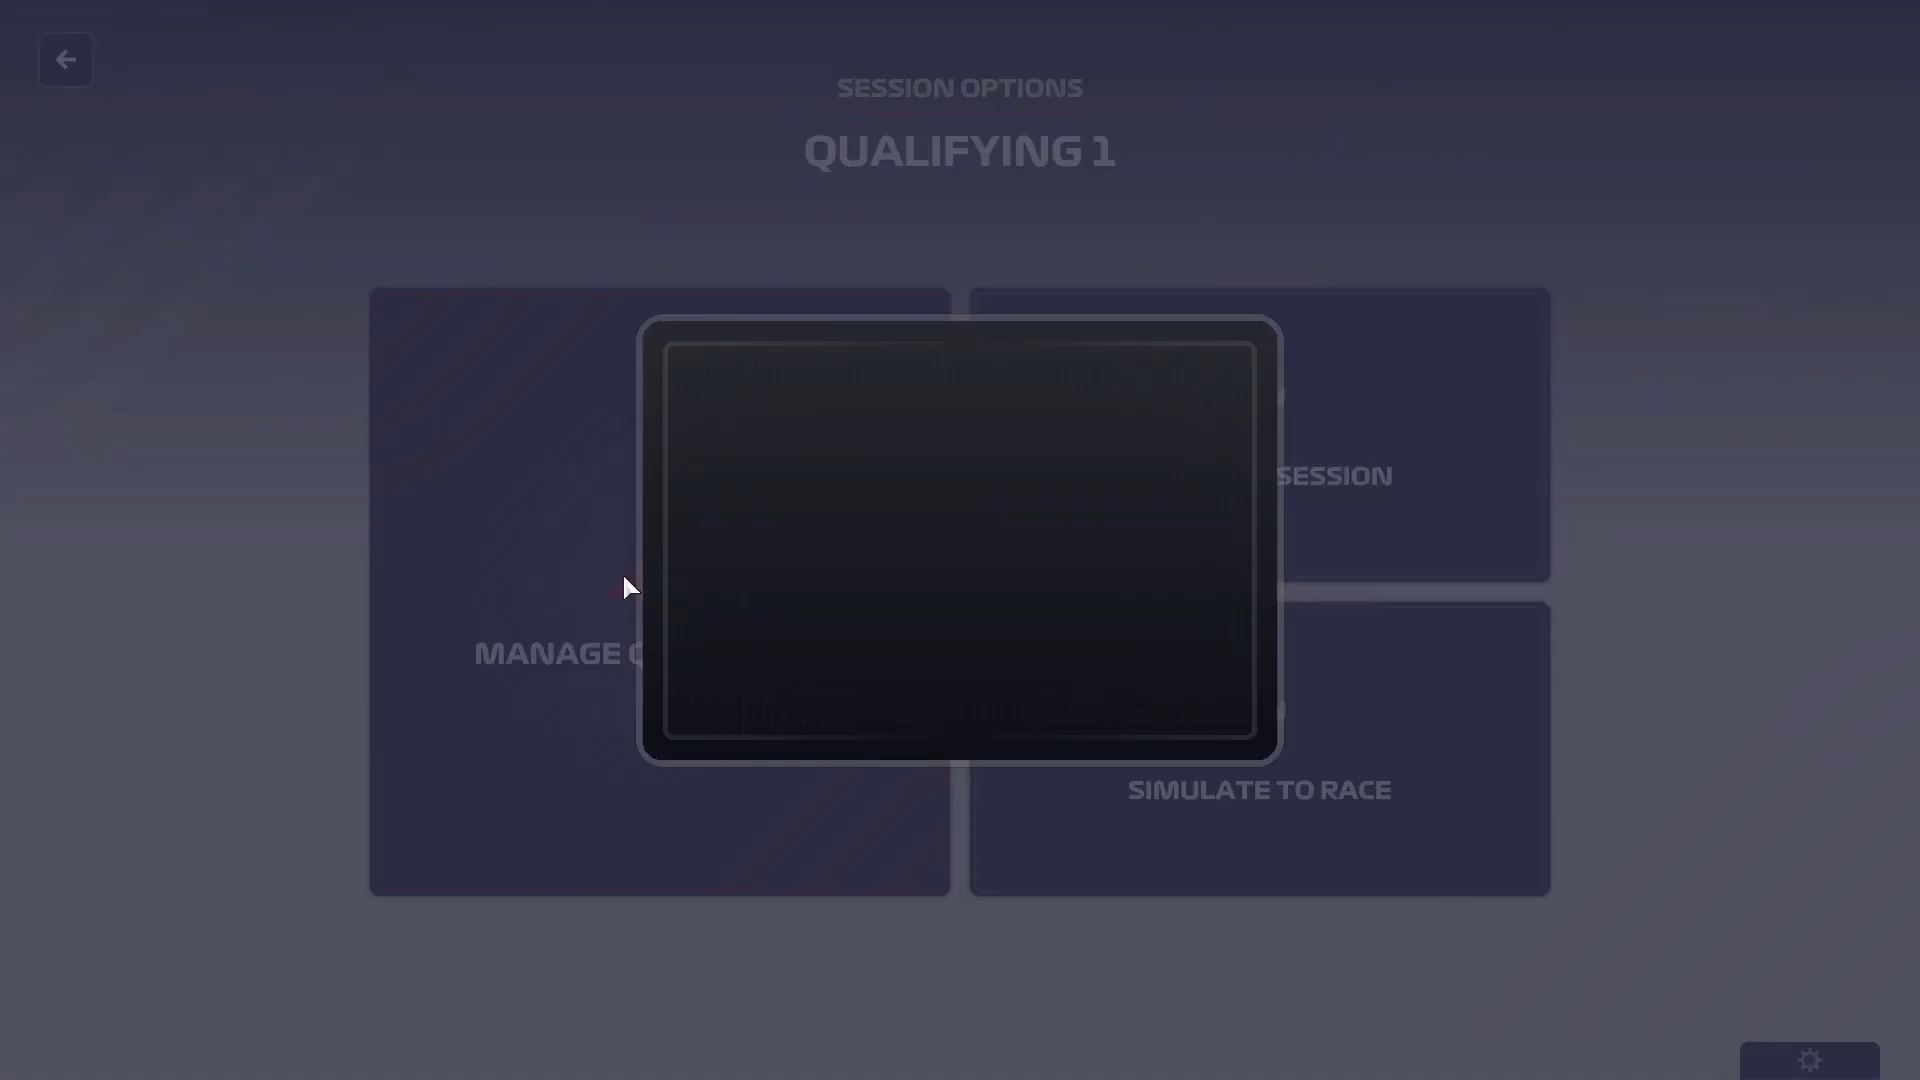 SESSION OPTIONS
QUALIFYING 1
SESSION
MANAGE
SIMULATE TO RACE